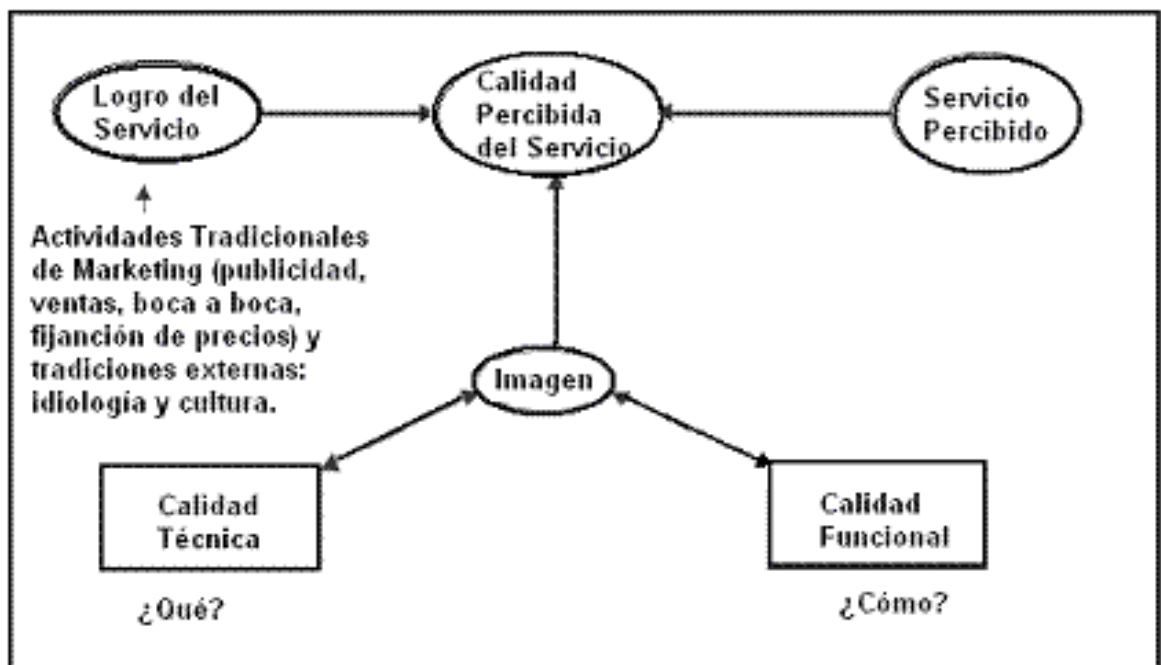 Logro del
Servicio
Calidad
Percibida
del Servicio
Servicio
Percibido
Actividades Tradicionales
de Marketing (publicidad,
ventas, boca a boca,
fijanción de precios) y
tradiciones externas:
idiología y cultura.
Imagen
Calidad
Técnica
¿Qué?
Calidad
Funcional
¿Cómo?